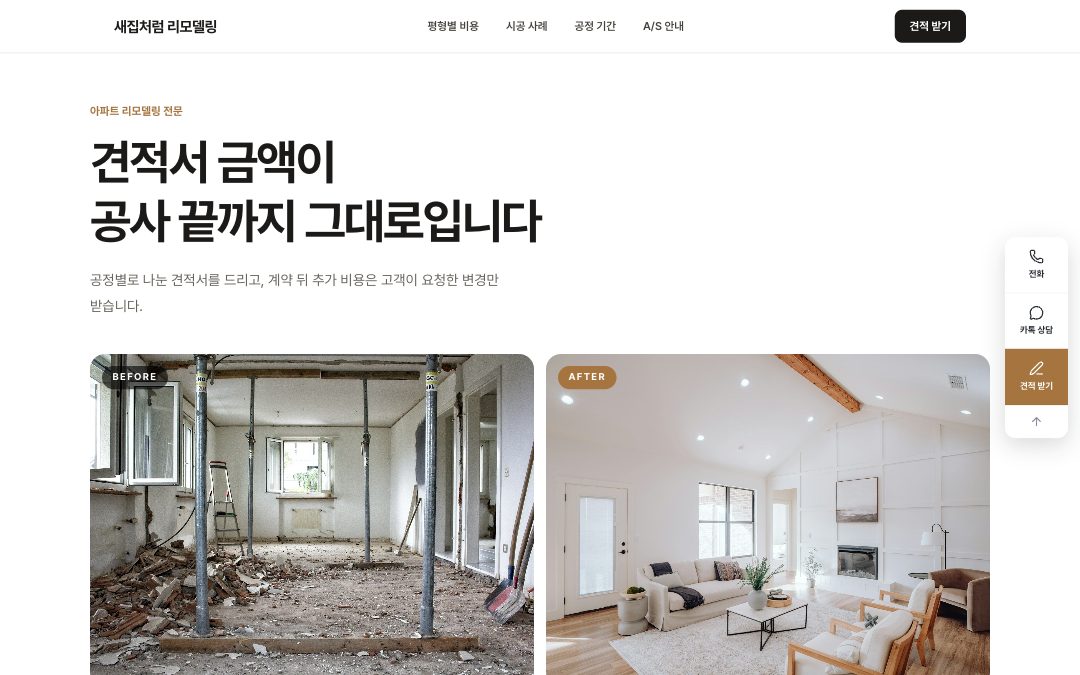 새집처럼 리모델링
평형별 비용
시공 사례
공정 기간
A/S 안내
견적 받기
아파트 리모델링 전문
견적서 금액이
공사 끝까지 그대로입니다
공정별로 나눈 견적서를 드리고, 계약 뒤 추가 비용은 고객이 요청한 변경만
받습니다.
전화
카톡 상담
견적 받기
BEFORE
AFTER